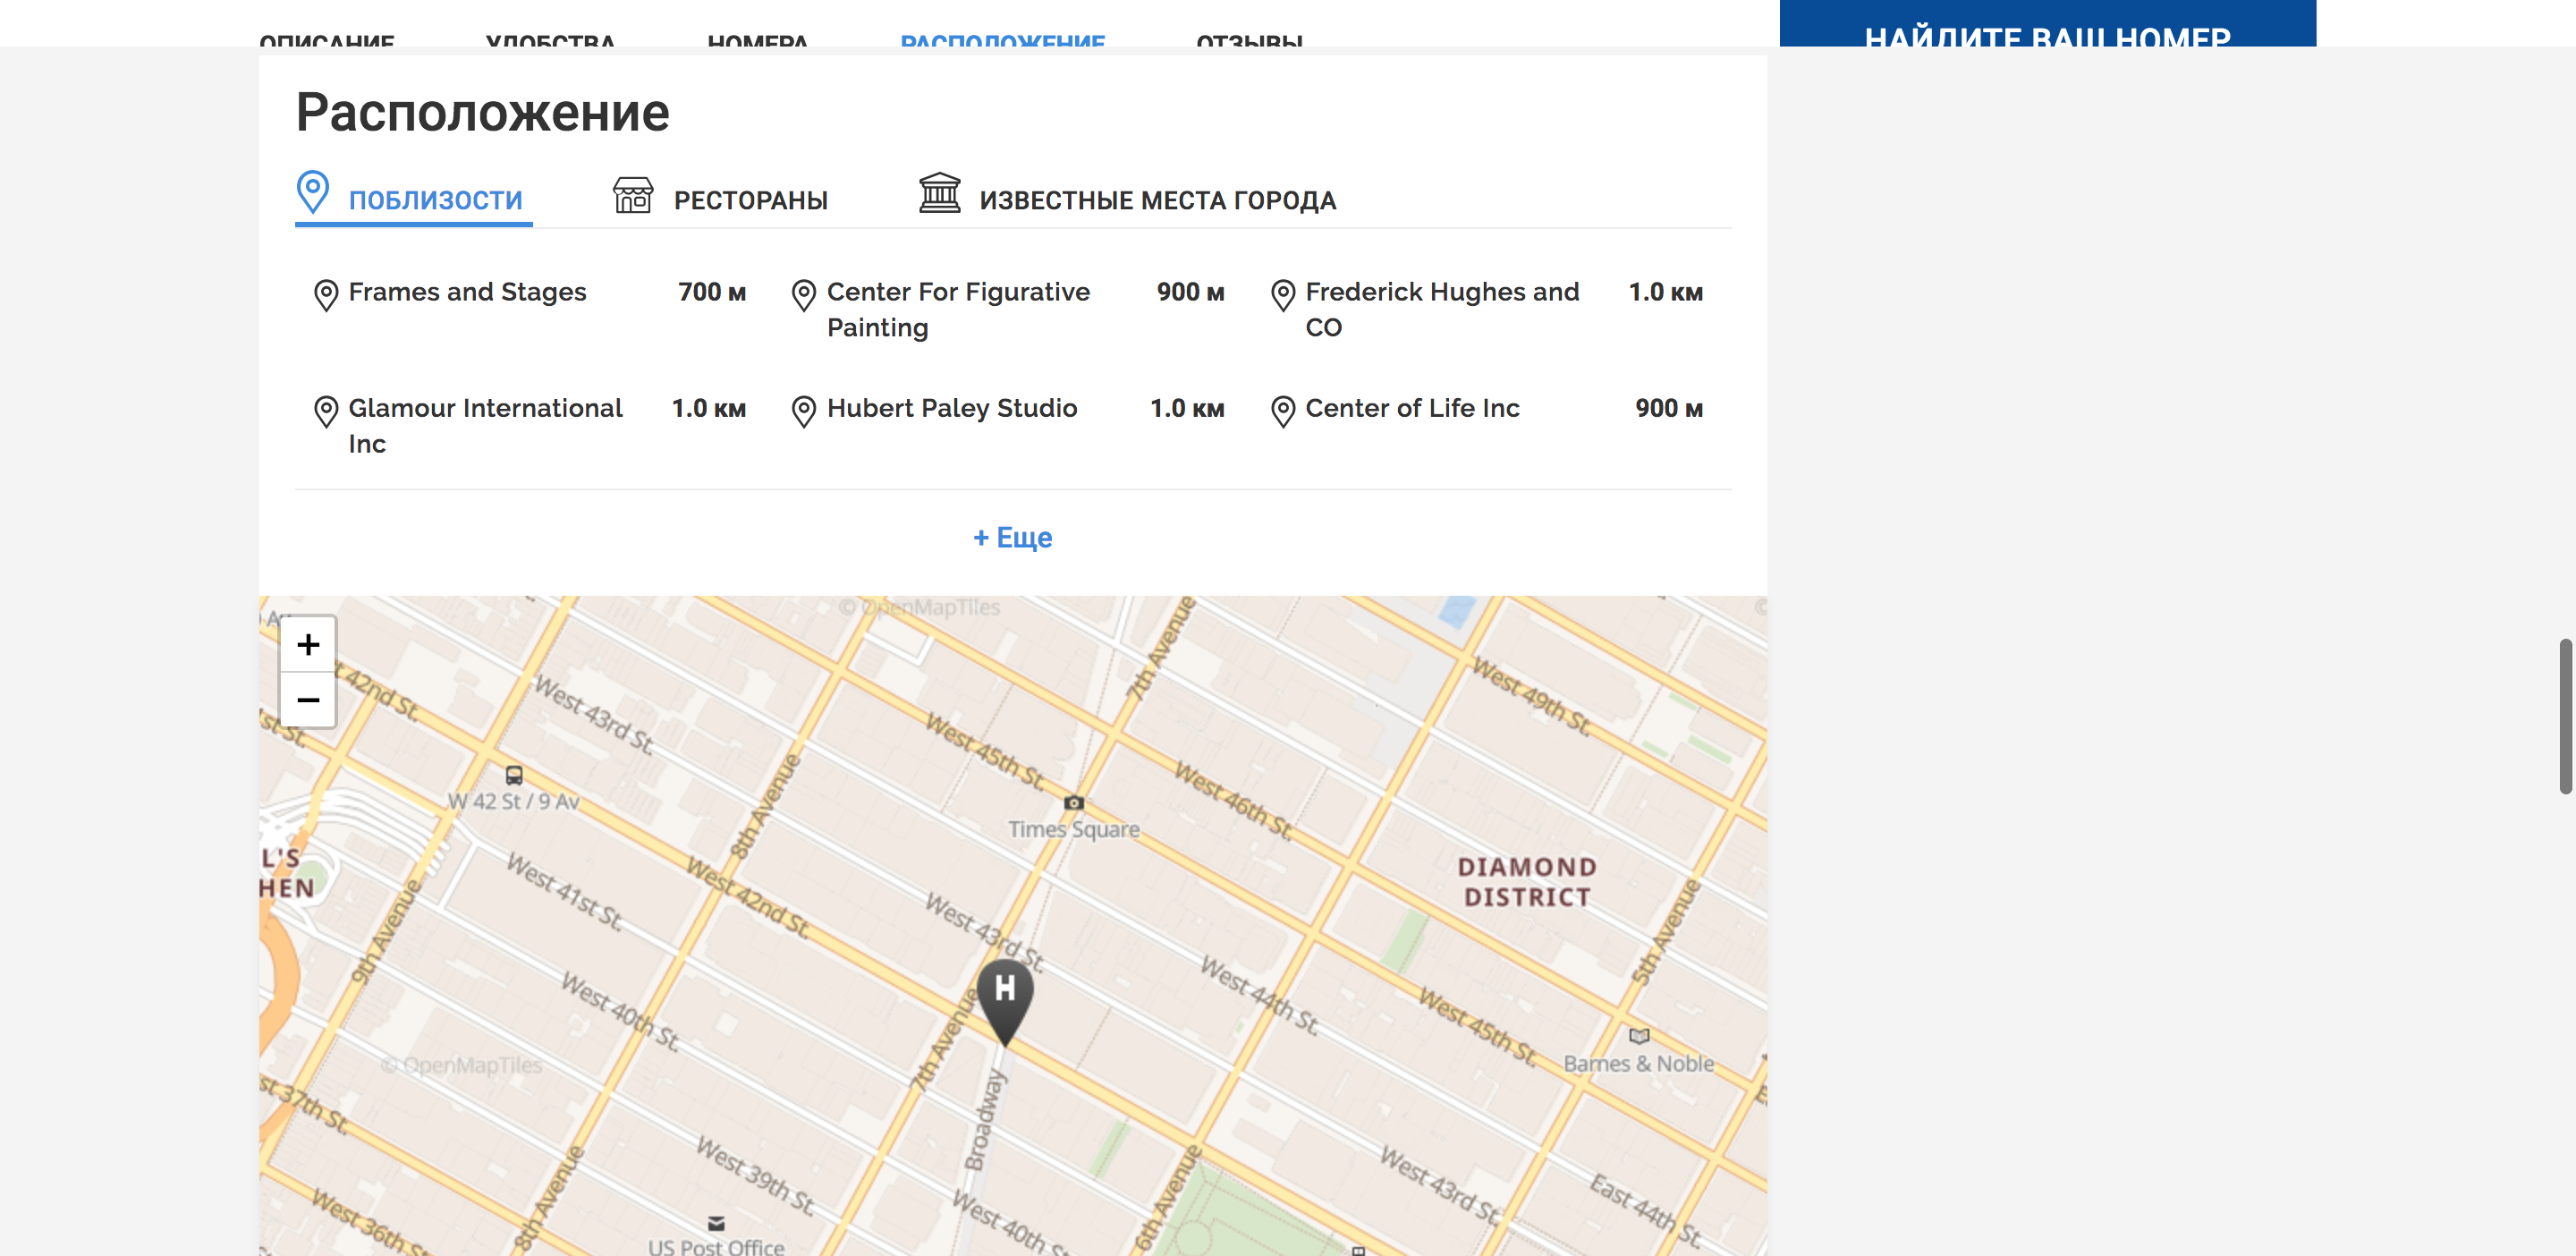 ОПИСАНИЕ УДОБСТВА НОМЕРА РАСПОЛОЖЕНИЕ ОТЗЫВЫ
НАЙДИТЕ ВАШ НОМЕР
Расположение
ПОБЛИЗОСТИ РЕСТОРАНЫ ИЗВЕСТНЫЕ МЕСТА ГОРОДА
Frames and Stages 700 м
Center For Figurative
Painting 900 м
Frederick Hughes and
CO 1.0 км
Glamour International
Inc 1.0 км
Hubert Paley Studio 1.0 км
Center of Life Inc 900 м
+ Еще
© OpenMapTiles
+
−
42nd St.
West 43rd St.
7th Avenue
West 49th St.
West 45th St.
West 46th St.
W 42 St / 9 Av
8th Avenue
Times Square
L'S
HEN
DIAMOND
DISTRICT
West 41st St.
West 42nd St.
9th Avenue
West 43rd St.
5th Avenue
West 40th St.
H
West 44th St.
West 45th St.
7th Avenue
Barnes & Noble
© OpenMapTiles
st 37th St.
Broadway
West 39th St.
8th Avenue
6th Avenue
West 43rd St.
East 44th St.
West 36th St.
West 40th St.
US Post Office